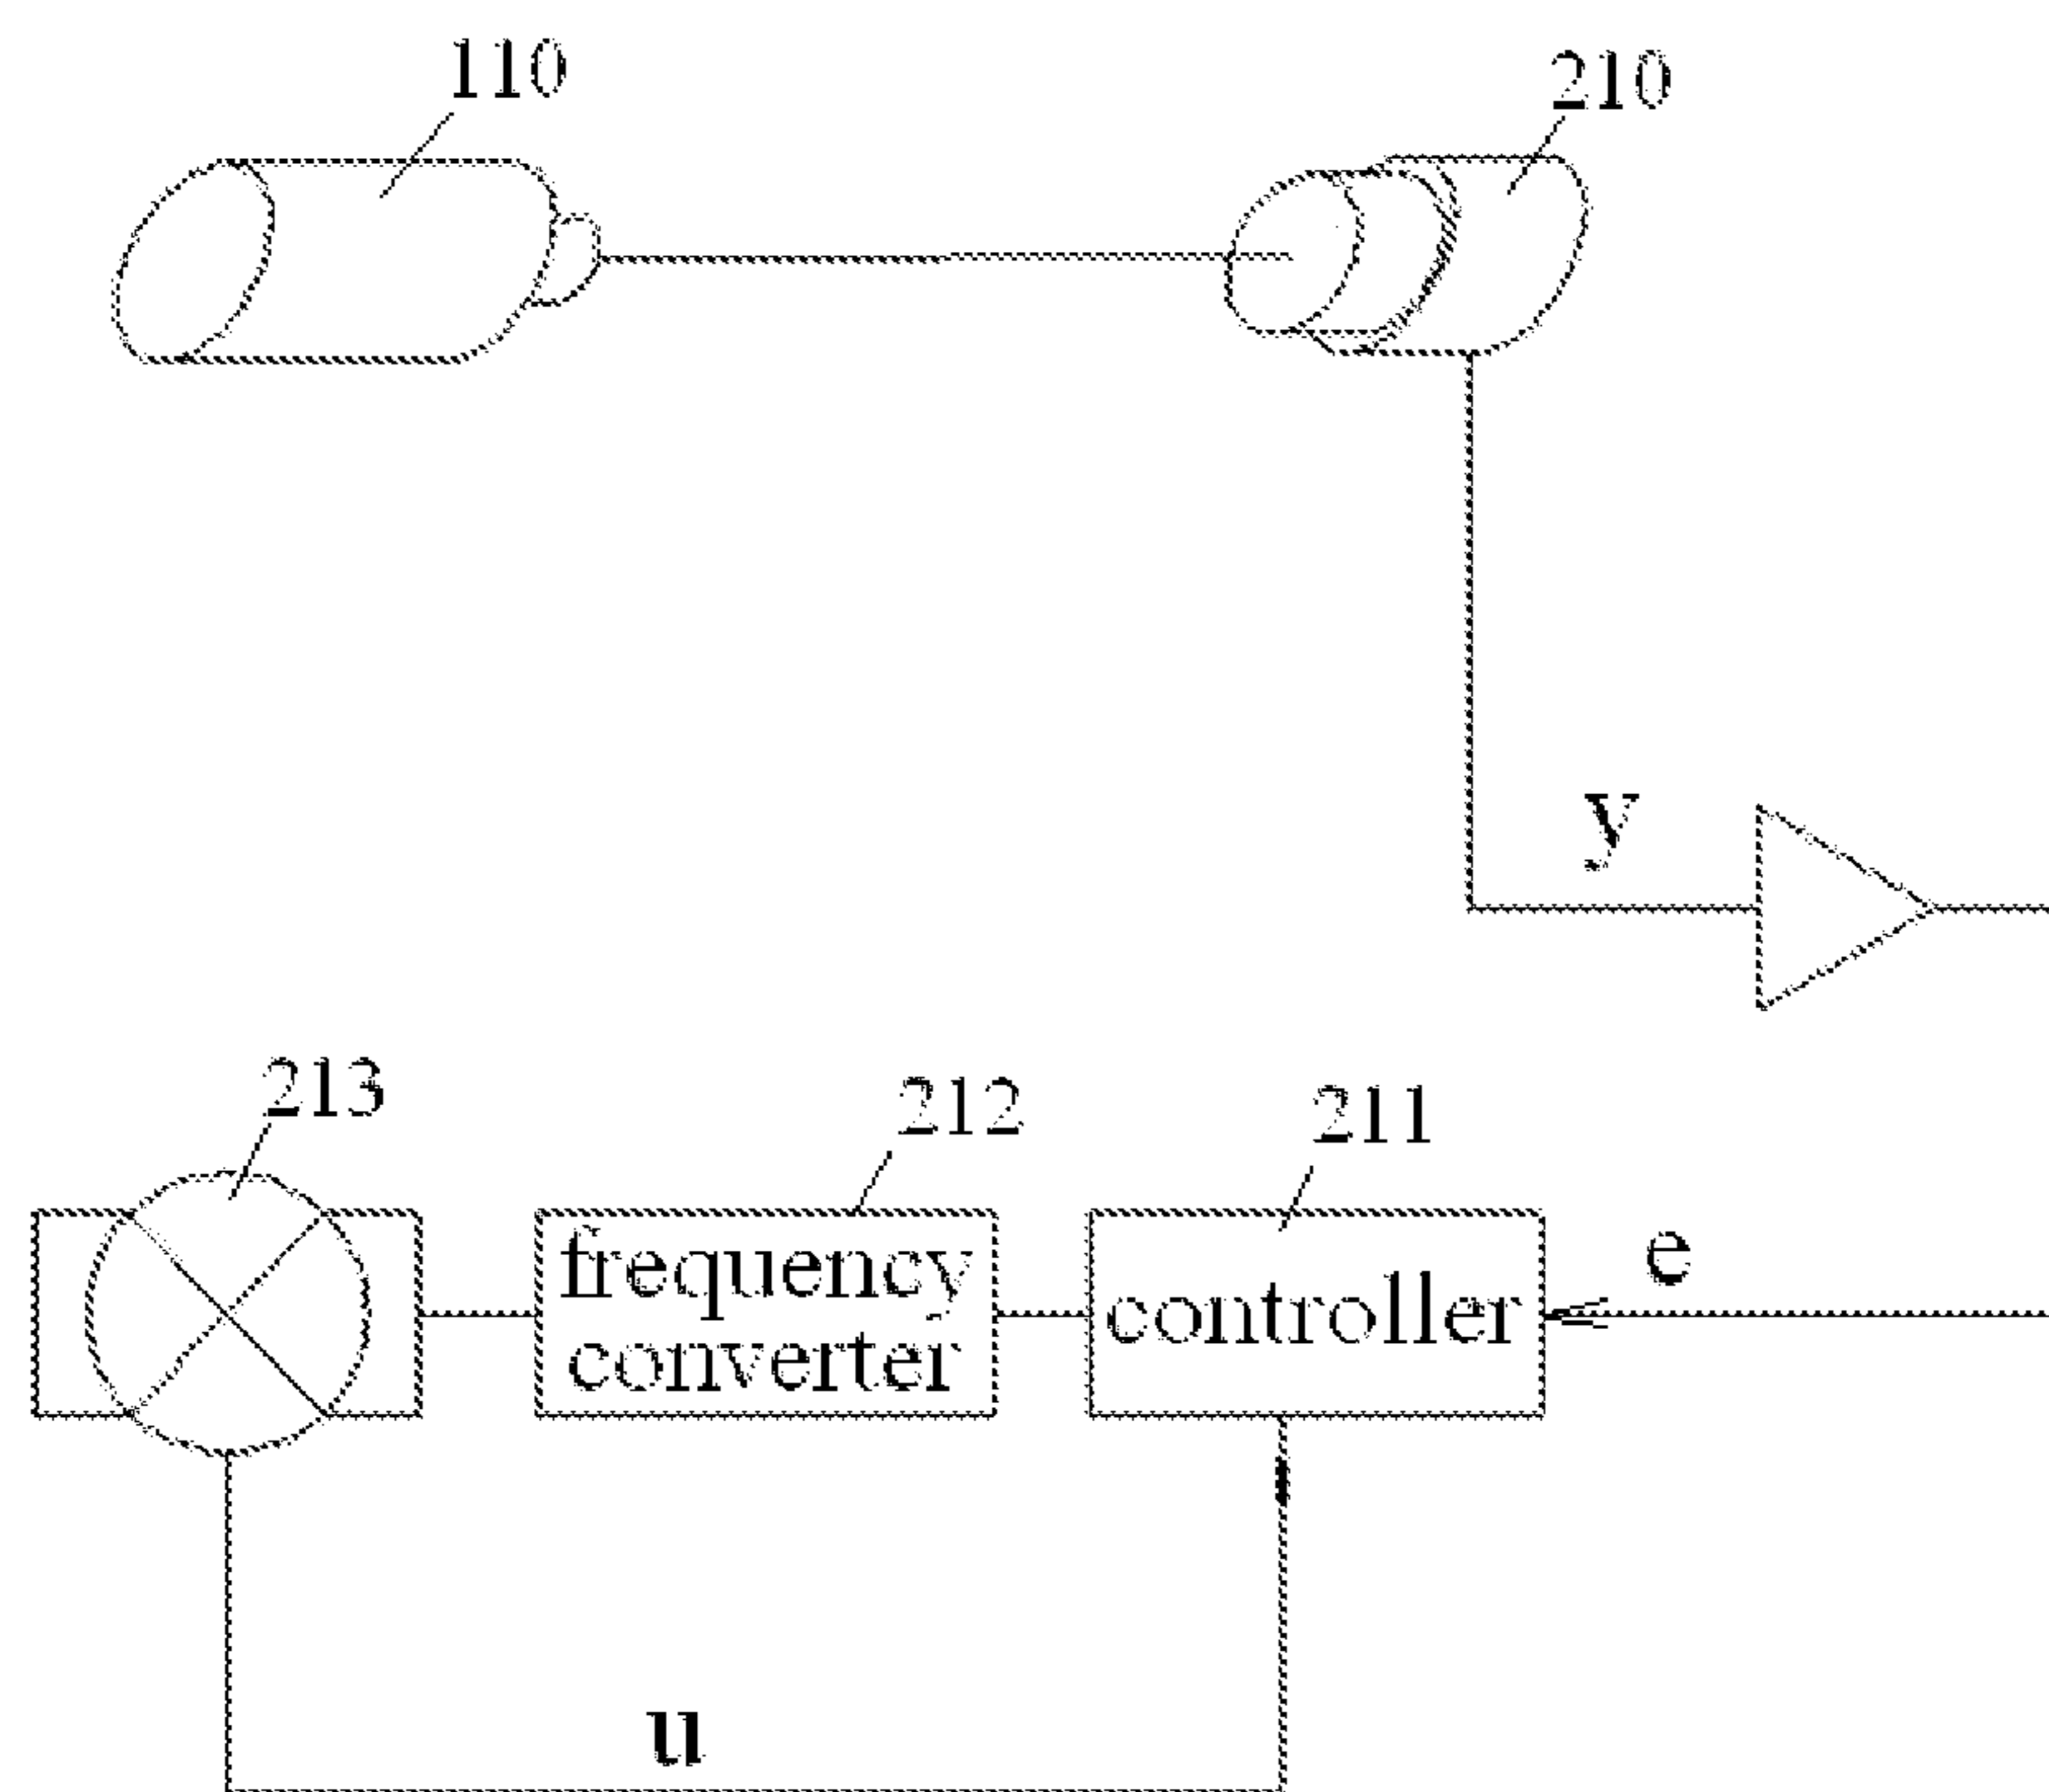 110
210
y
213
212
211
frequency
converter
controller
e
u